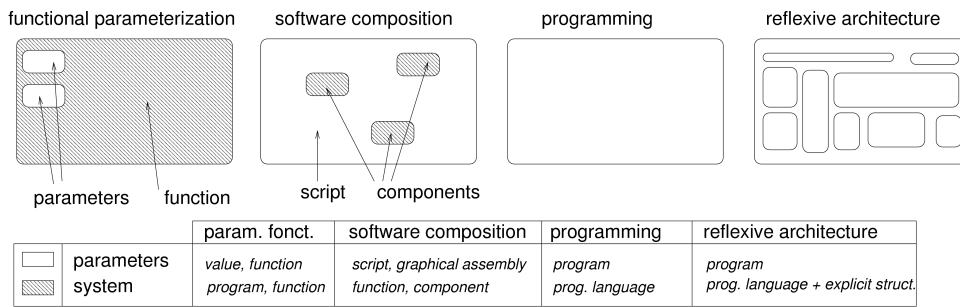 functional parameterization software composition programming reflexive architecture
parameters function script components
param. fonct. software composition programming reflexive architecture
parameters value, function script, graphical assembly program program
system program, function function, component prog. language prog. language + explicit struct.